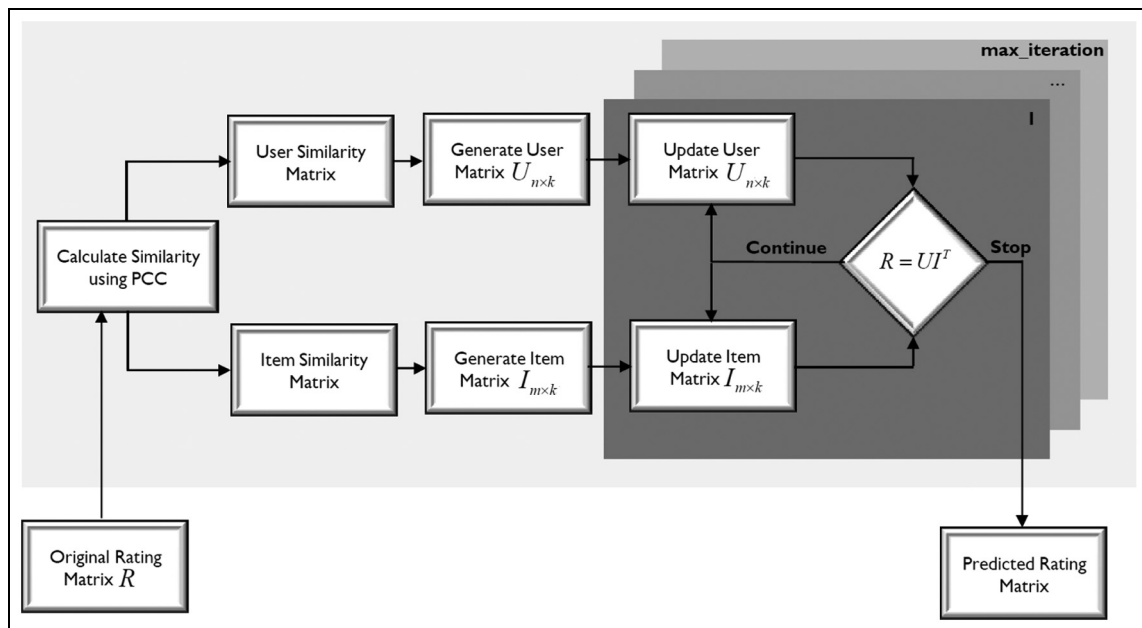 max_iteration
...
1
User Similarity
Matrix
Generate User
Matrix U_{n×k}
Update User
Matrix U_{n×k}
Calculate Similarity
using PCC
Continue
R = UI^T
Stop
Item Similarity
Matrix
Generate Item
Matrix I_{m×k}
Update Item
Matrix I_{m×k}
Original Rating
Matrix R
Predicted Rating
Matrix